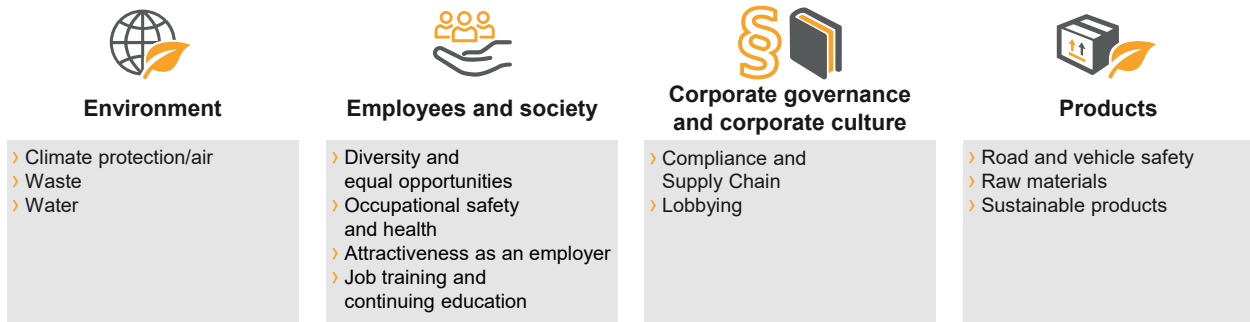 Environment
› Climate protection/air
› Waste
› Water
Employees and society
› Diversity and
equal opportunities
› Occupational safety
and health
› Attractiveness as an employer
› Job training and
continuing education
§
Corporate governance
and corporate culture
› Compliance and
Supply Chain
› Lobbying
Products
› Road and vehicle safety
› Raw materials
› Sustainable products